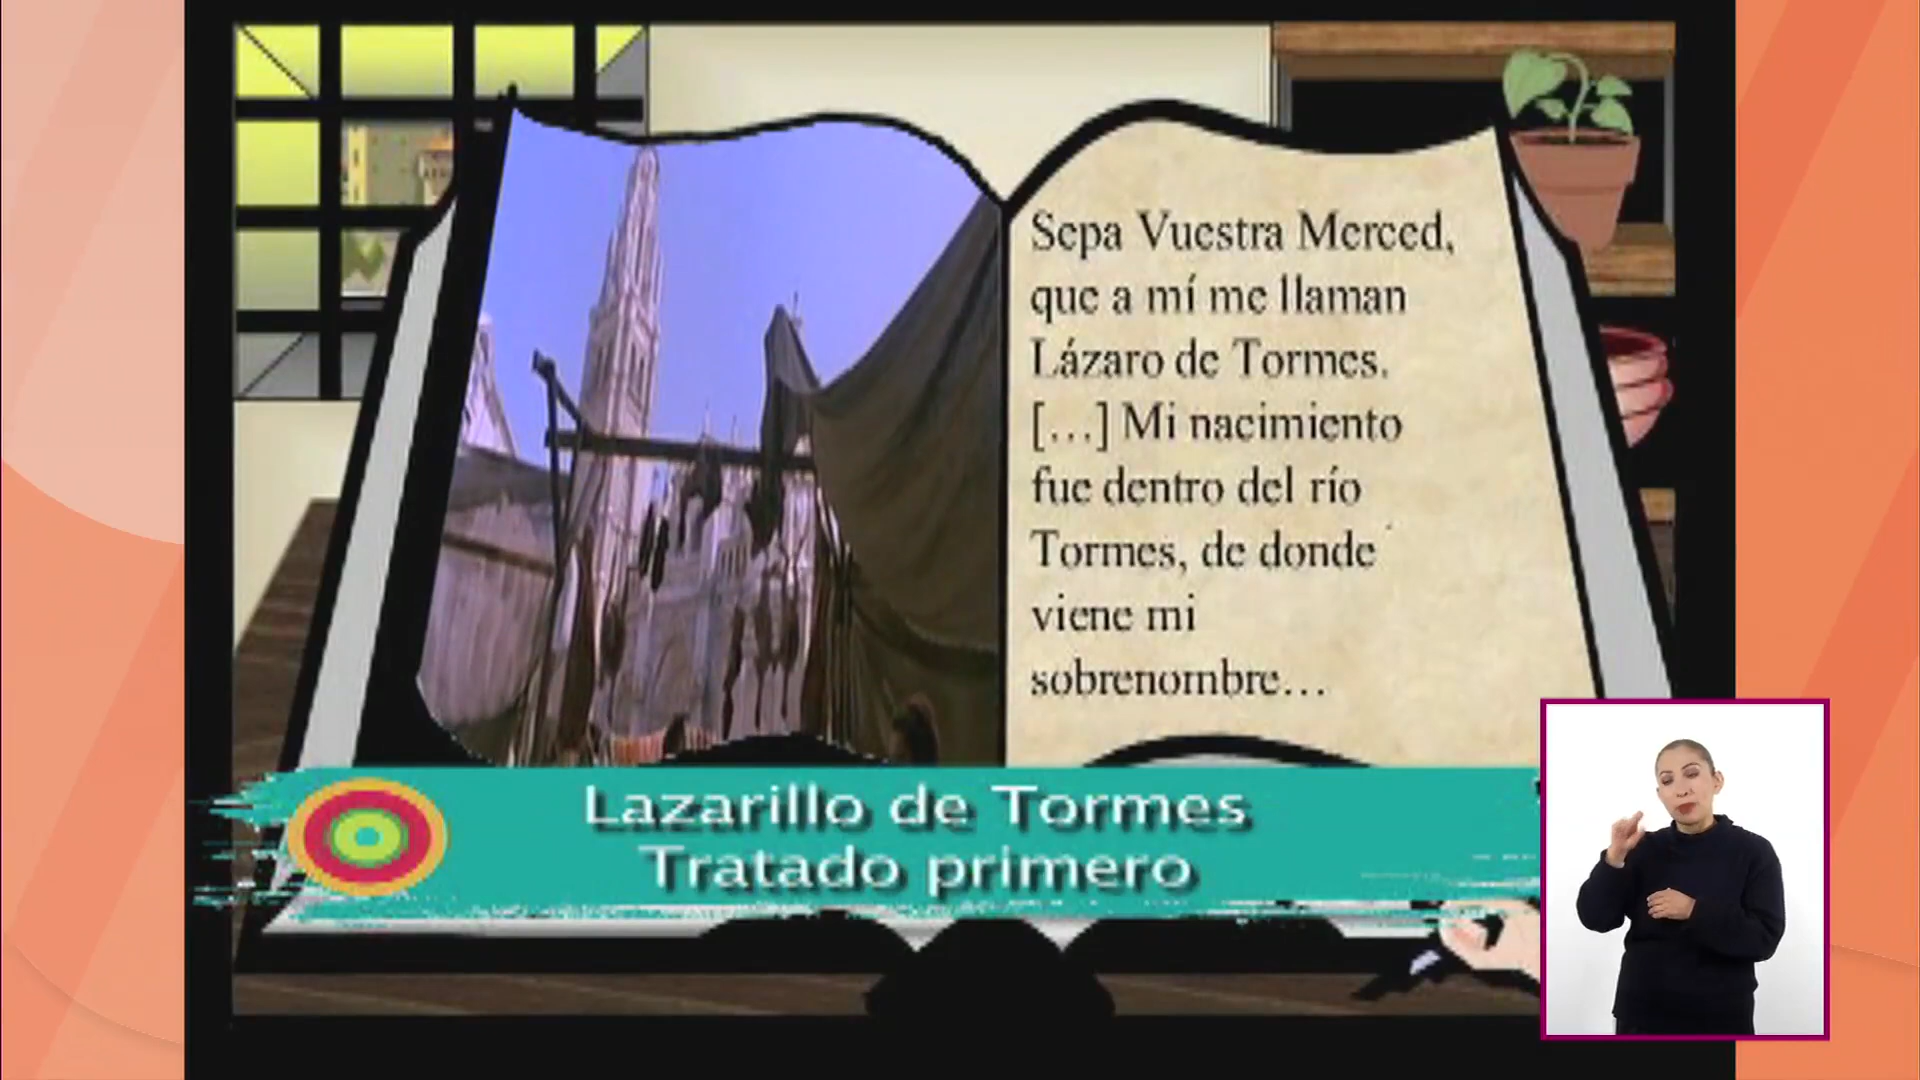 Sepa Vuestra Merced,
que a mí me llaman
Lázaro de Tormes.
[...] Mi nacimiento
fue dentro del río
Tormes, de donde
viene mi
sobrenombre...
Lazarillo de Tormes
Tratado primero